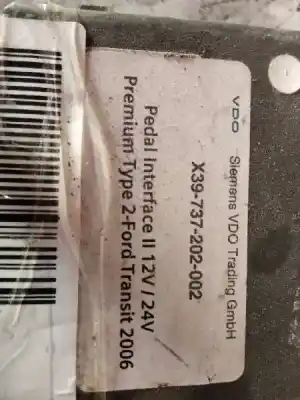 VDO Siemens VDO Trading GmbH
X39-737-202-002
Pedal Interface II 12V / 24V
Premium Type 2-Ford Transit 2006